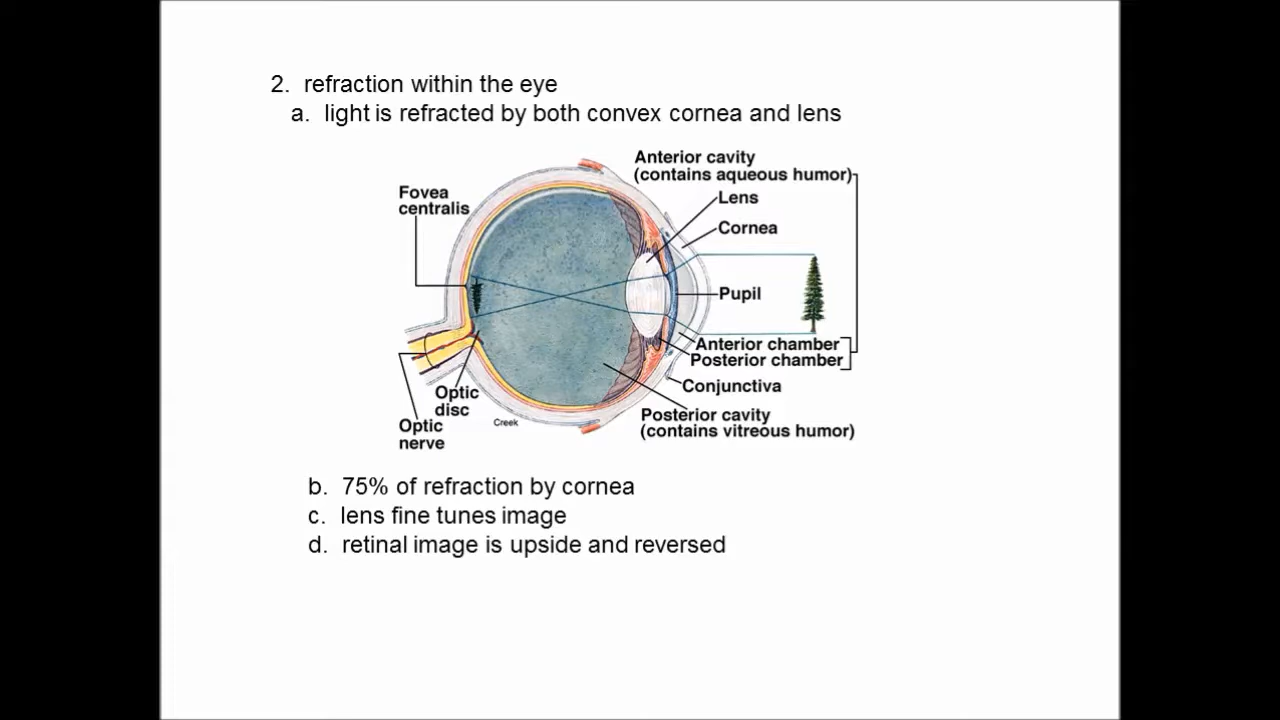 2. refraction within the eye
a. light is refracted by both convex cornea and lens
Anterior cavity
(contains aqueous humor)
Lens
Cornea
Fovea
centralis
Pupil
Anterior chamber
Posterior chamber
Conjunctiva
Optic
disc
Posterior cavity
(contains vitreous humor)
Creek
Optic
nerve
b. 75% of refraction by cornea
c. lens fine tunes image
d. retinal image is upside and reversed